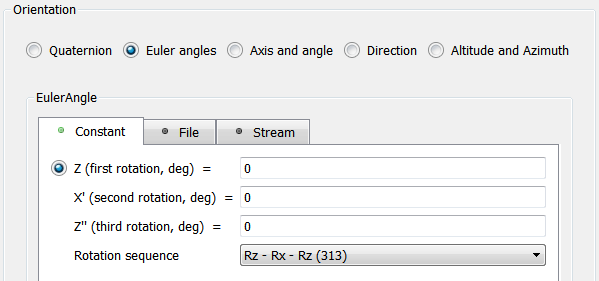 Orientation
Quaternion Euler angles Axis and angle Direction Altitude and Azimuth
EulerAngle
Constant File Stream
Z (first rotation, deg) = 0
X' (second rotation, deg) = 0
Z'' (third rotation, deg) = 0
Rotation sequence Rz - Rx - Rz (313)